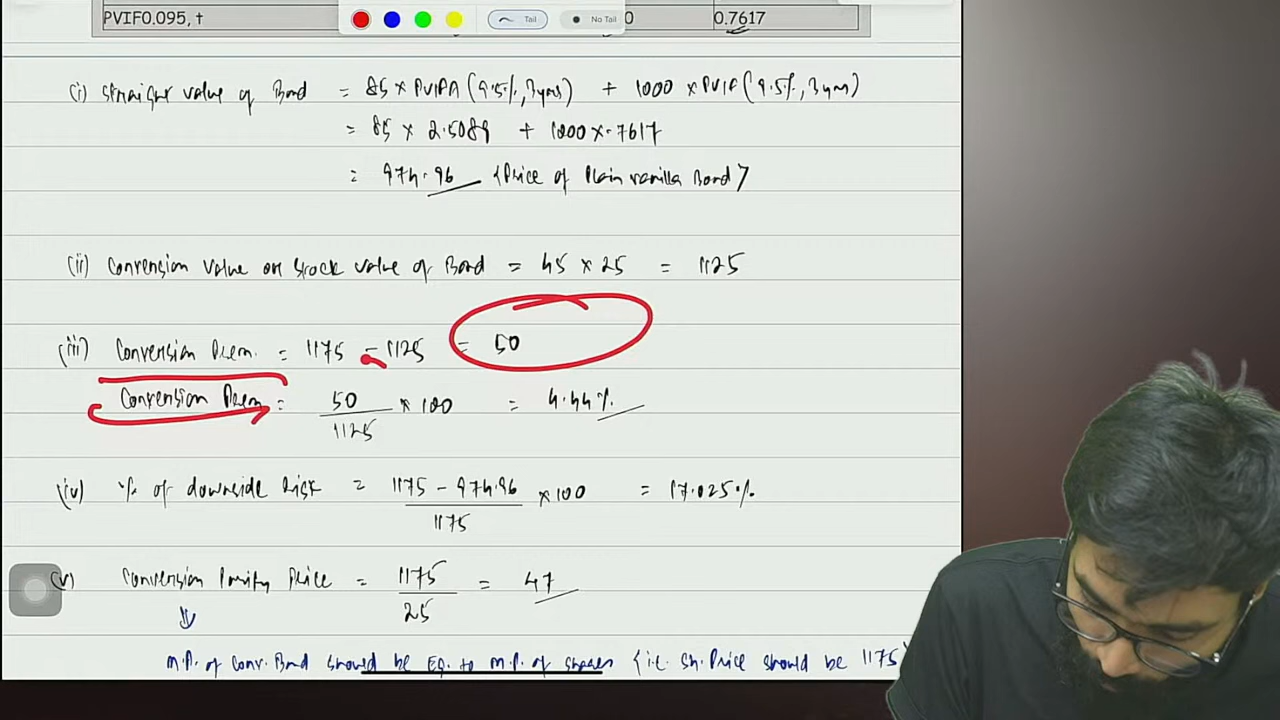 PVIF0.095, t Tail No Tail 0 0.7617
(i) Straight value of Bond = 85 × PVIFA (9.5%, 3yrs) + 1000 × PVIF (9.5%, 3yrs)
= 85 × 2.5089 + 1000 × .7617
= 974.96 {Price of Plain vanilla Bond}
(ii) Conversion Value or Stock value of Bond = 45 × 25 = 1125
(iii) Conversion Prem. = 1175 - 1125 = 50
Conversion Prem = 50/1125 × 100 = 4.44%
(iv) % of downside Risk = 1175 - 974.96/1175 × 100 = 17.025%
(v) Conversion Parity Price = 1175/25 = 47
M.P. of Conv. Bond should be Eq. to M.P. of shares {i.e. Sh. Price should be 1175